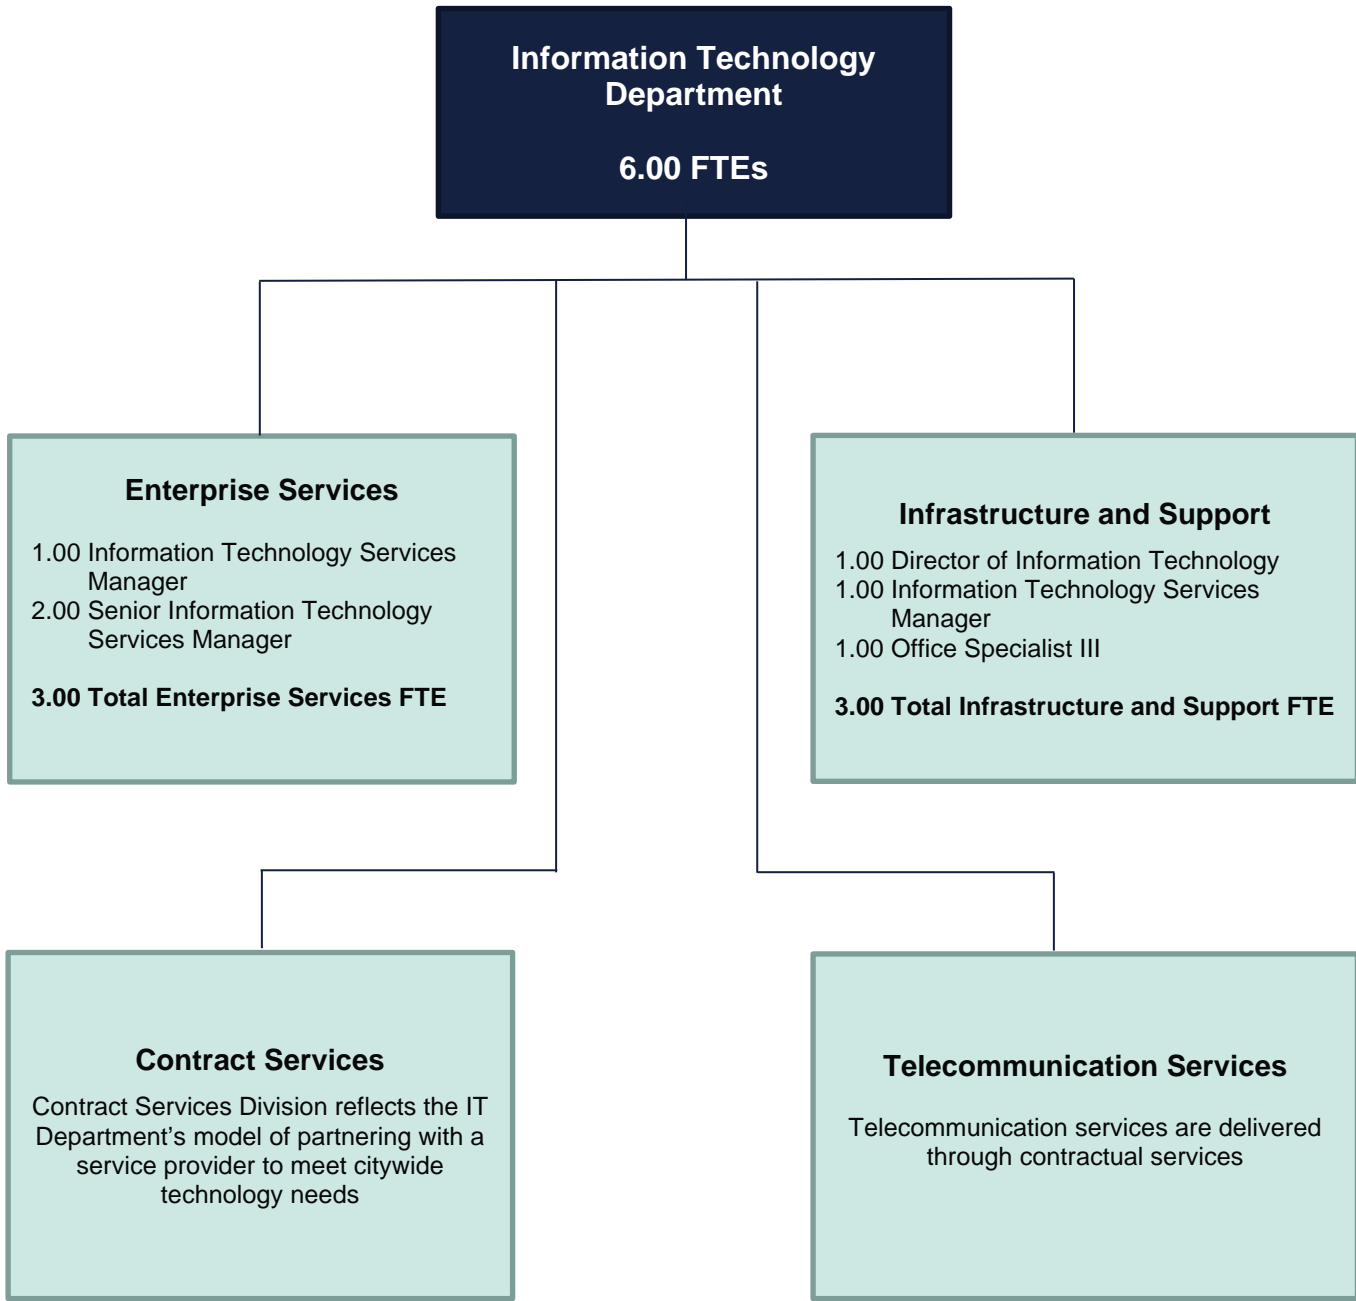 Information Technology
Department
6.00 FTEs
Enterprise Services
1.00 Information Technology Services
Manager
2.00 Senior Information Technology
Services Manager
3.00 Total Enterprise Services FTE
Infrastructure and Support
1.00 Director of Information Technology
1.00 Information Technology Services
Manager
1.00 Office Specialist III
3.00 Total Infrastructure and Support FTE
Contract Services
Contract Services Division reflects the IT
Department’s model of partnering with a
service provider to meet citywide
technology needs
Telecommunication Services
Telecommunication services are delivered
through contractual services